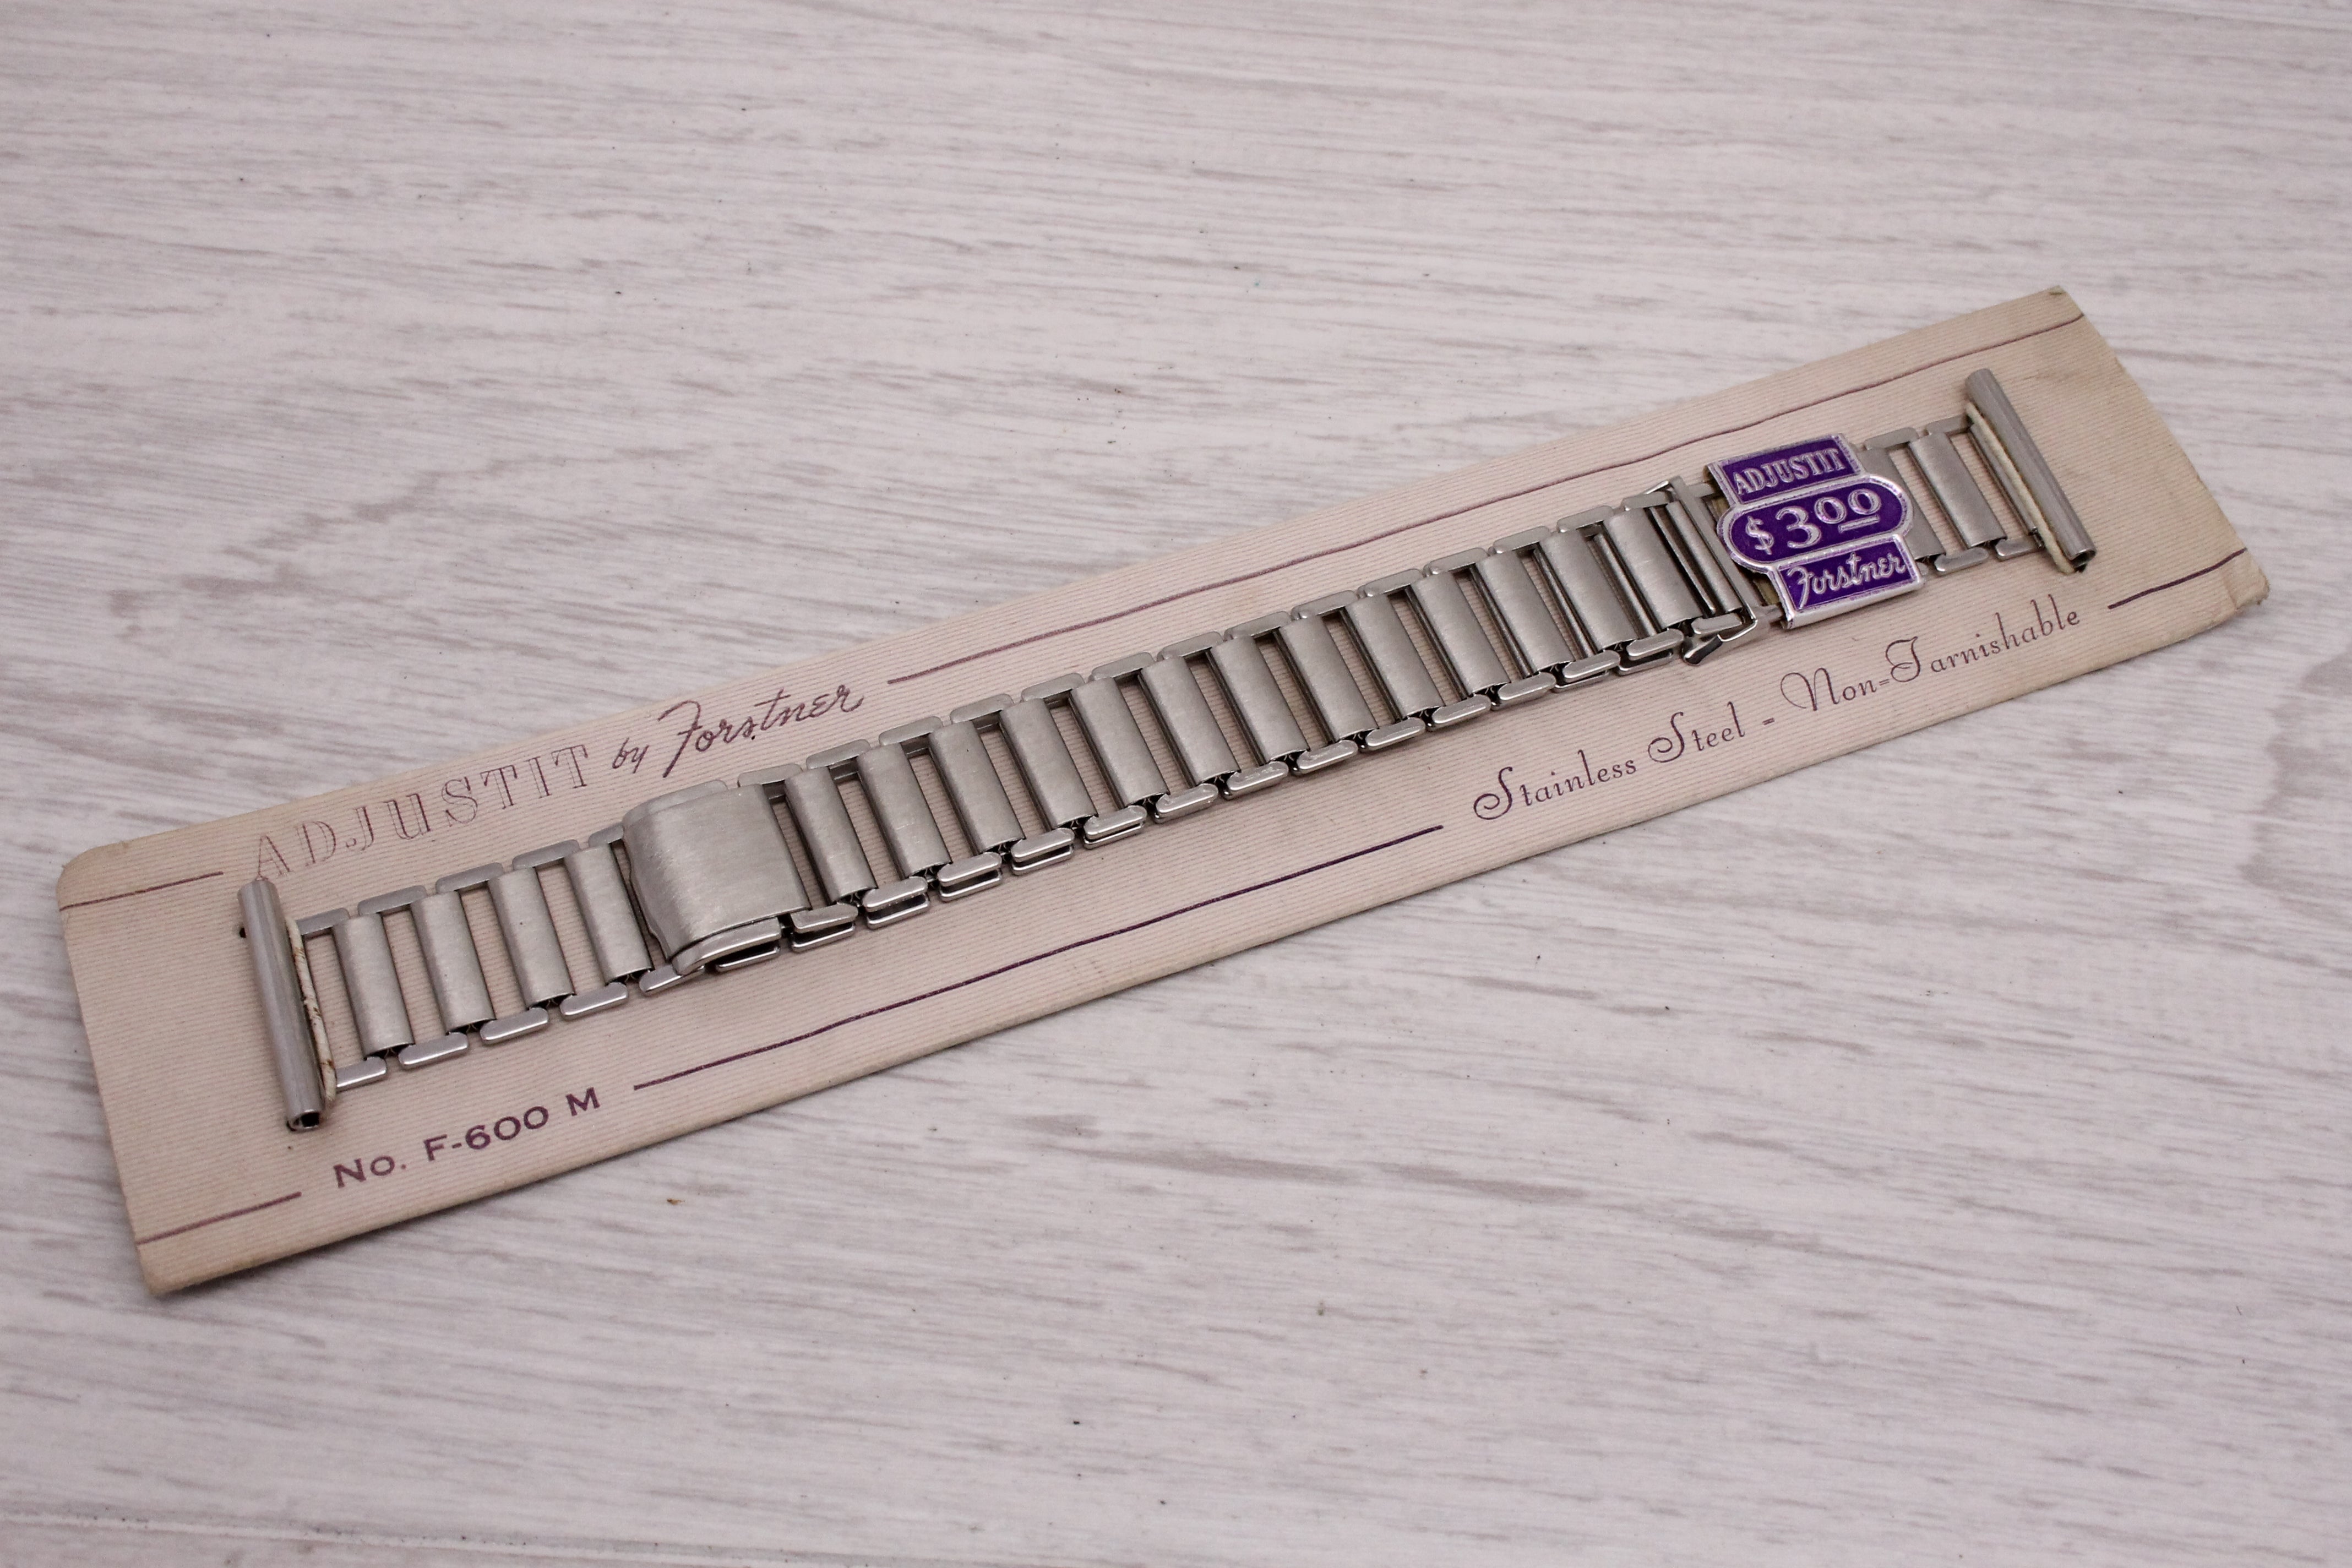 ADJUSTIT by Forstner
ADJUSTIT
$3.00
Forstner
Stainless Steel - Non-Tarnishable
No. F-600 M